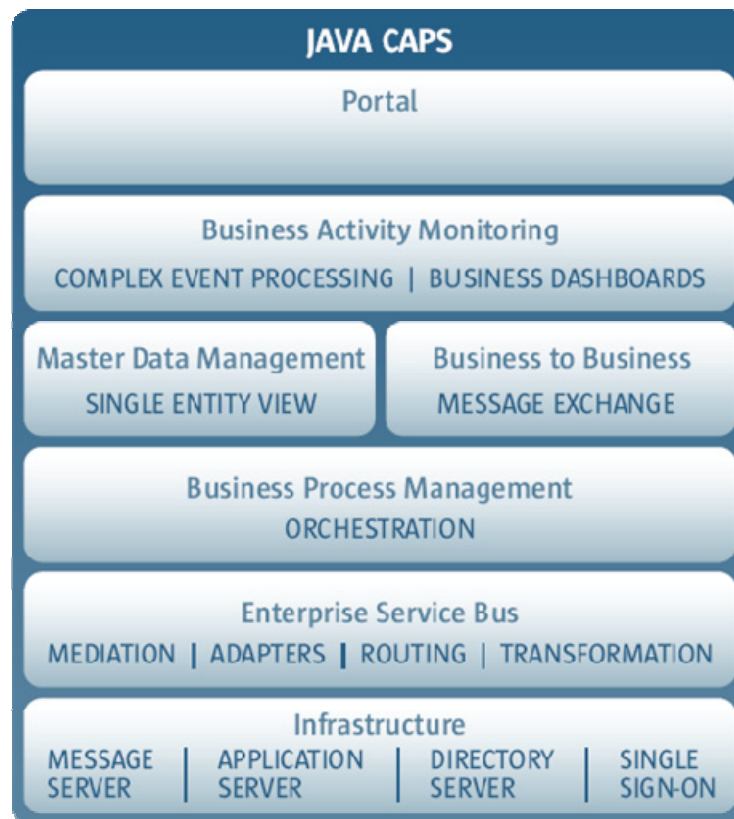 JAVA CAPS
Portal
Business Activity Monitoring
COMPLEX EVENT PROCESSING | BUSINESS DASHBOARDS
Master Data Management
SINGLE ENTITY VIEW
Business to Business
MESSAGE EXCHANGE
Business Process Management
ORCHESTRATION
Enterprise Service Bus
MEDIATION | ADAPTERS | ROUTING | TRANSFORMATION
Infrastructure
MESSAGE SERVER | APPLICATION SERVER | DIRECTORY SERVER | SINGLE SIGN-ON